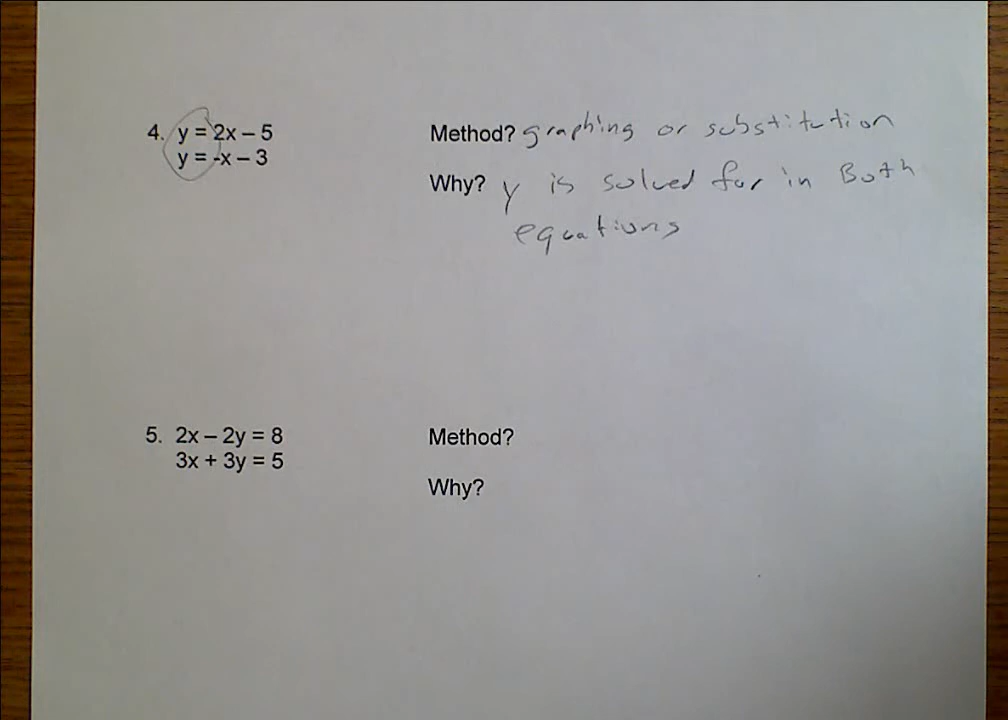 4. y = 2x – 5
y = -x – 3
Method? graphing or substitution
Why? y is solved for in Both
equations
5. 2x – 2y = 8
3x + 3y = 5
Method?
Why?